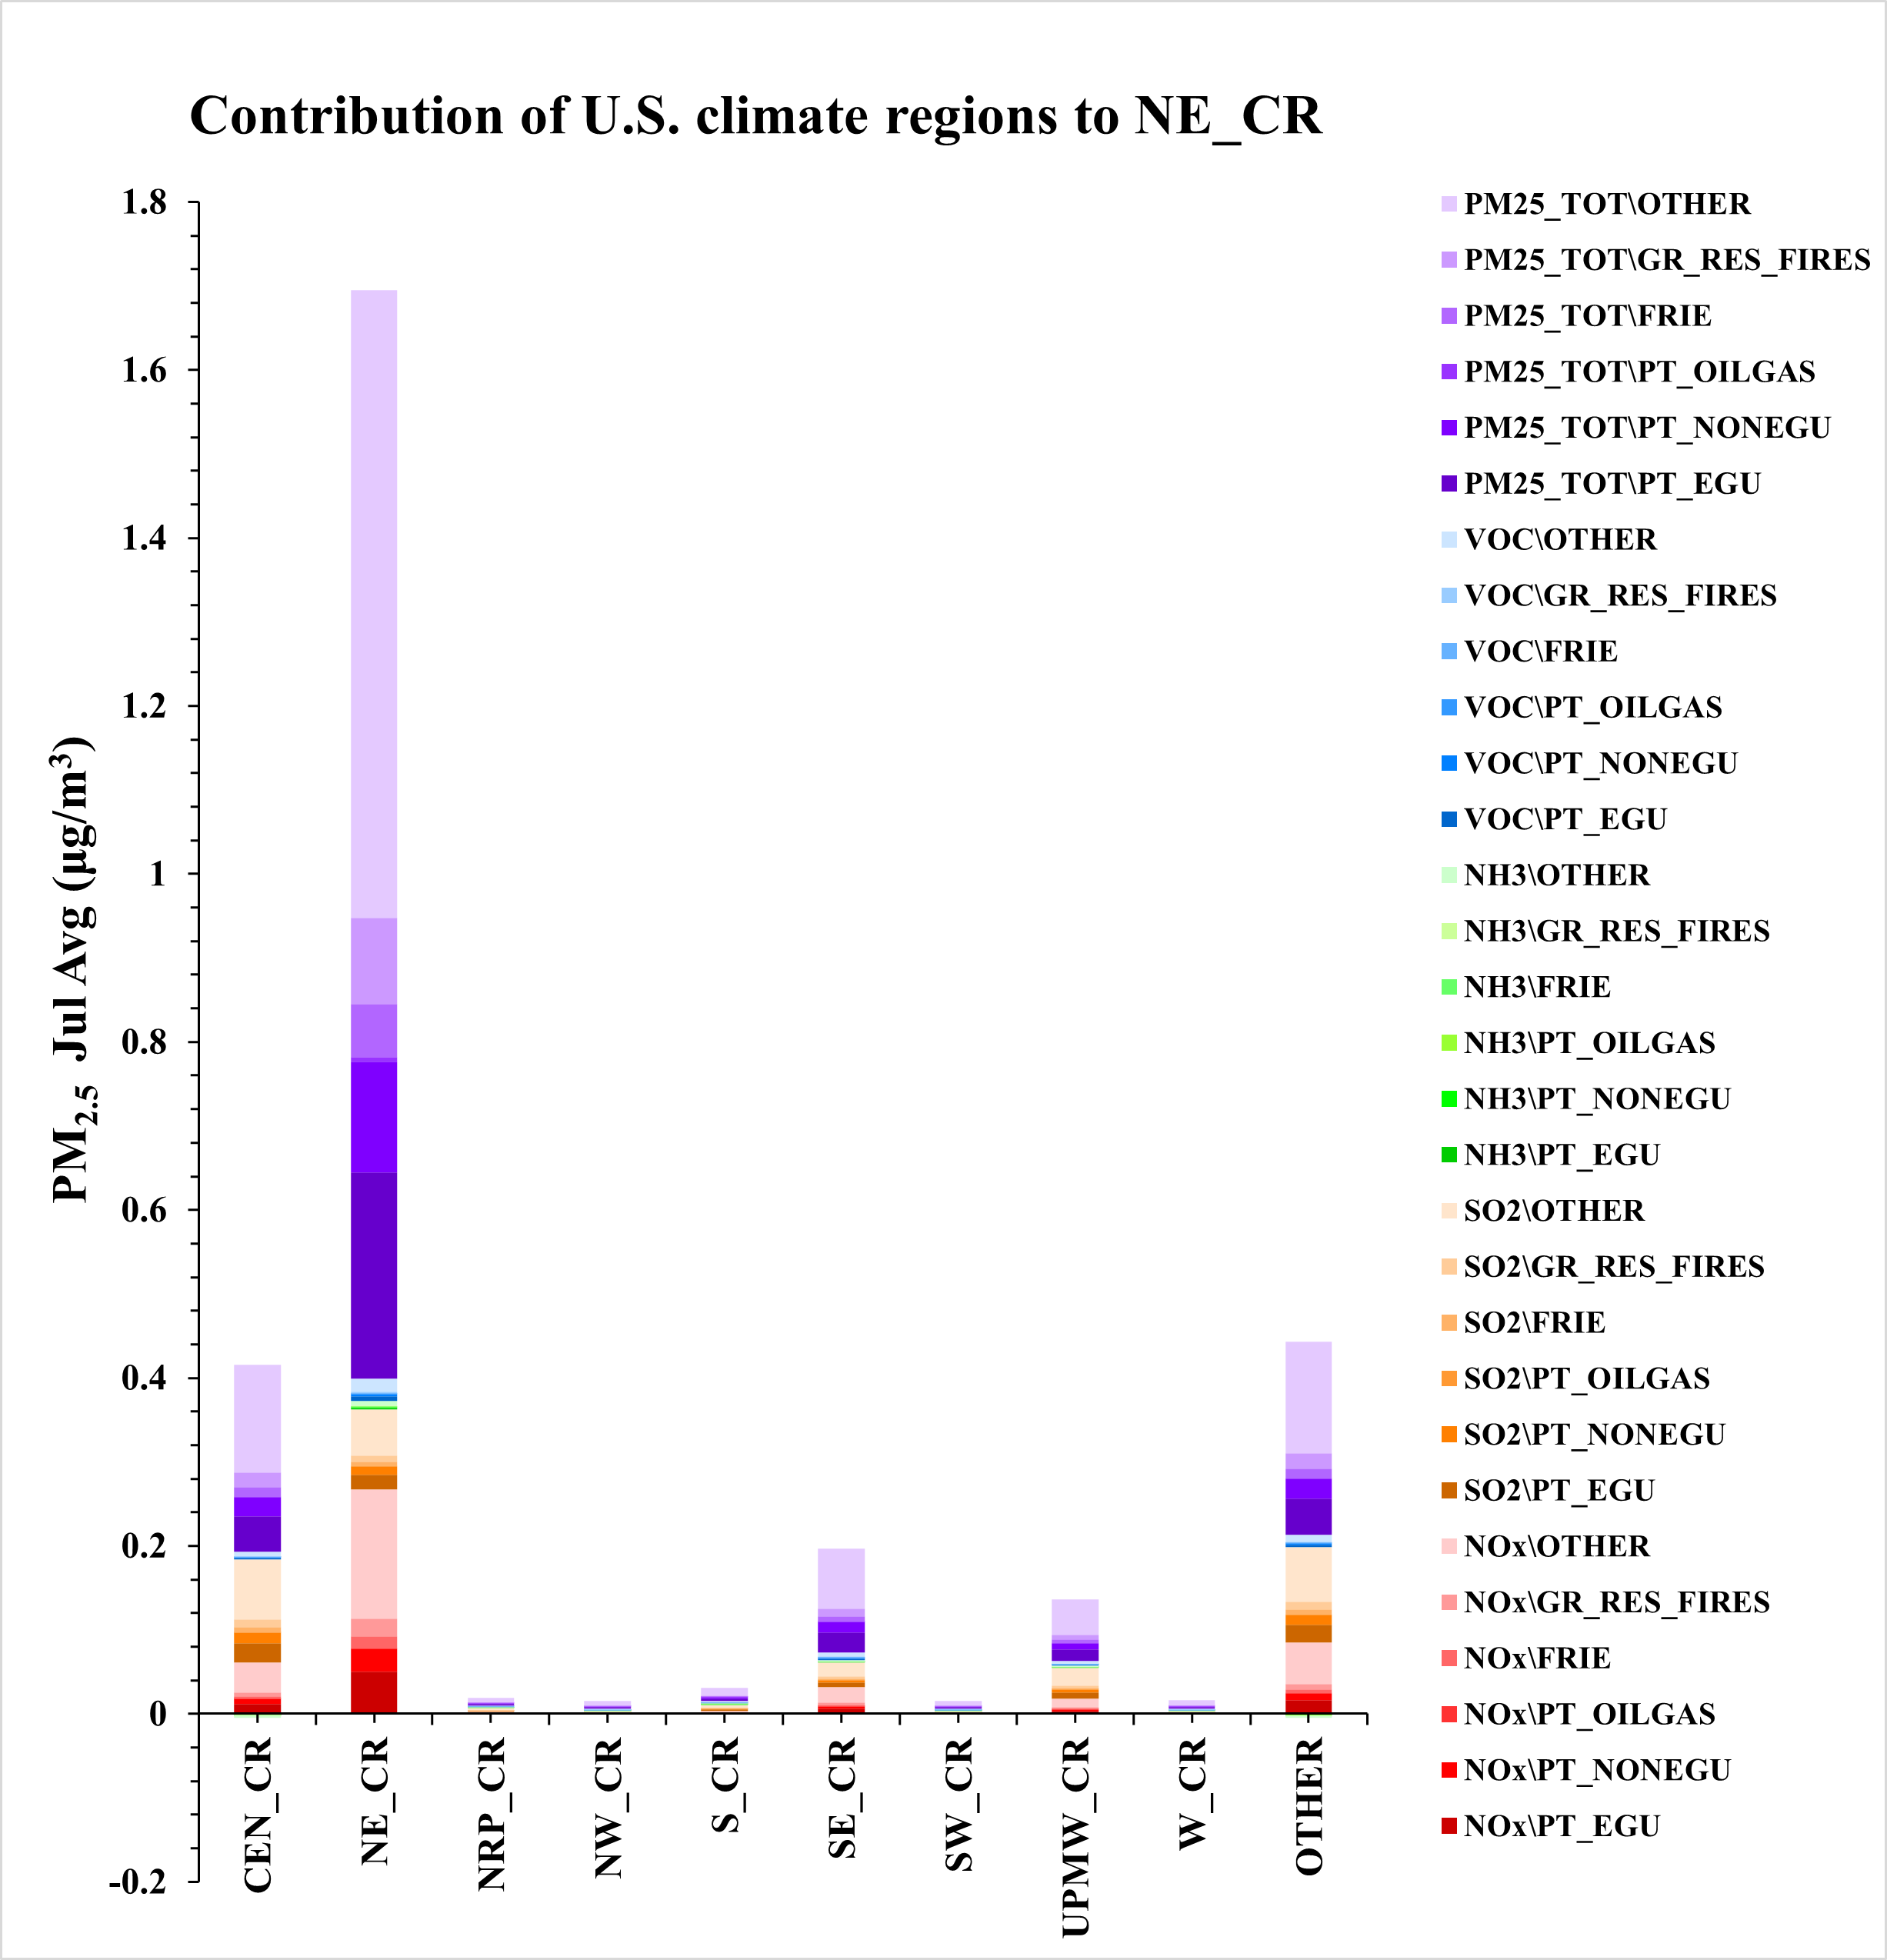 Contribution of U.S. climate regions to NE_CR
PM2.5 Jul Avg (µg/m3)
1.8
1.6
1.4
1.2
1
0.8
0.6
0.4
0.2
0
-0.2
CEN_CR
NE_CR
NRP_CR
NW_CR
S_CR
SE_CR
SW_CR
UPMW_CR
W_CR
OTHER
PM25_TOT\OTHER
PM25_TOT\GR_RES_FIRES
PM25_TOT\FRIE
PM25_TOT\PT_OILGAS
PM25_TOT\PT_NONEGU
PM25_TOT\PT_EGU
VOC\OTHER
VOC\GR_RES_FIRES
VOC\FRIE
VOC\PT_OILGAS
VOC\PT_NONEGU
VOC\PT_EGU
NH3\OTHER
NH3\GR_RES_FIRES
NH3\FRIE
NH3\PT_OILGAS
NH3\PT_NONEGU
NH3\PT_EGU
SO2\OTHER
SO2\GR_RES_FIRES
SO2\FRIE
SO2\PT_OILGAS
SO2\PT_NONEGU
SO2\PT_EGU
NOx\OTHER
NOx\GR_RES_FIRES
NOx\FRIE
NOx\PT_OILGAS
NOx\PT_NONEGU
NOx\PT_EGU